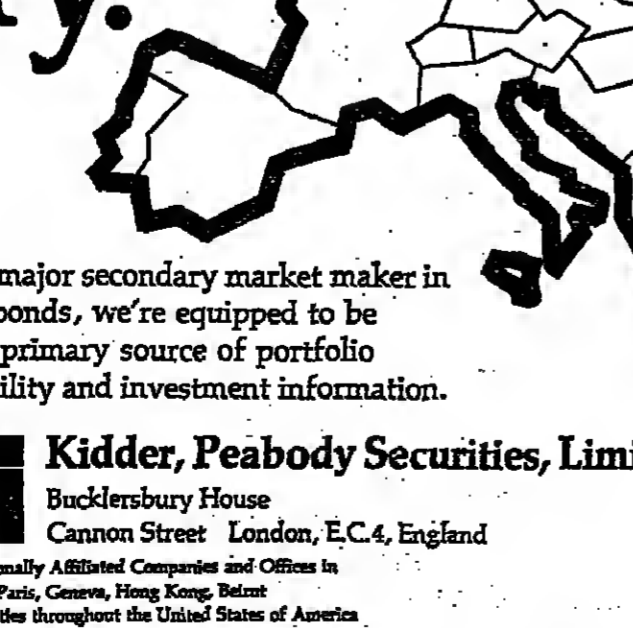 y.
major secondary market maker in
bonds, we're equipped to be
primary source of portfolio
ility and investment information.
Kidder, Peabody Securities, Limi
Bucklersbury House
Cannon Street London, E.C.4, England
onally Affiliated Companies and Offices in
Paris, Geneva, Hong Kong, Beirut
ties throughout the United States of America